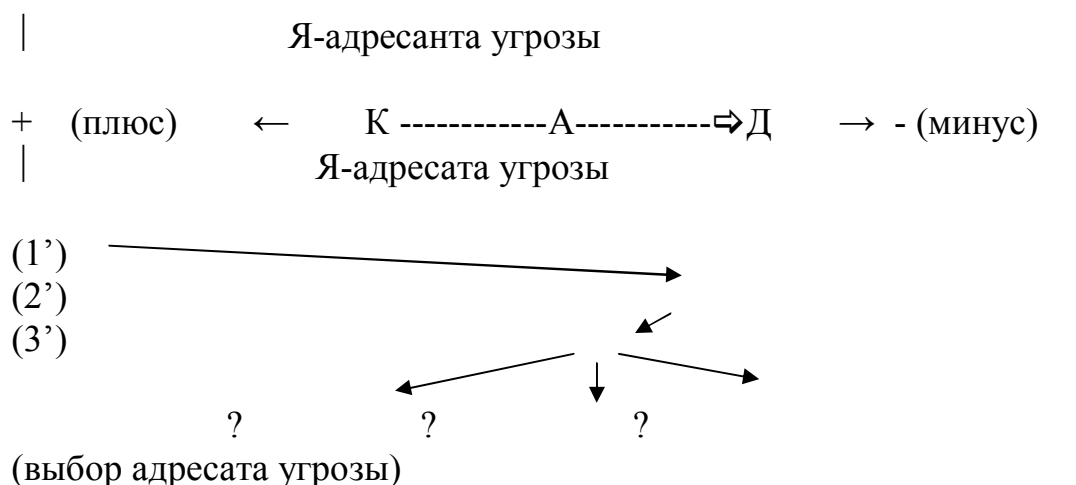 |                Я-адресанта угрозы
+ (плюс) ← К ------------А-----------⇨Д → - (минус)
|                Я-адресата угрозы
(1’)
(2’)
(3’)
? ? ?
(выбор адресата угрозы)